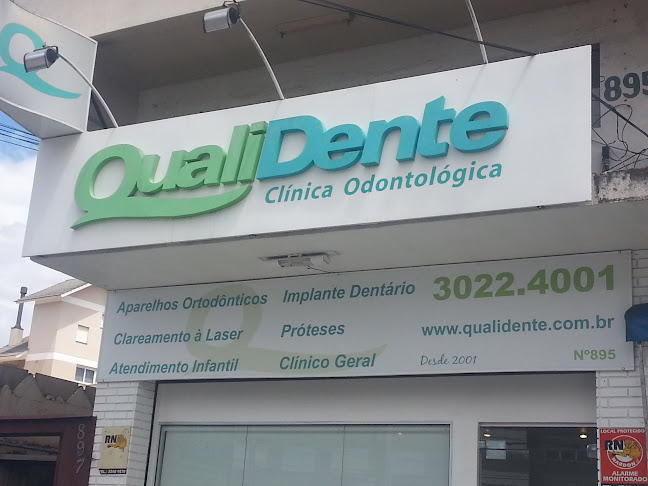 895
QualiDente
Clínica Odontológica
Aparelhos Ortodônticos
Implante Dentário
3022.4001
Clareamento à Laser
Próteses
www.qualidente.com.br
Atendimento Infantil
Clínico Geral
Desde 2001
Nº895
897
RN
LOCAL PROTEGIDO
RN
ALARME
MONITORADO